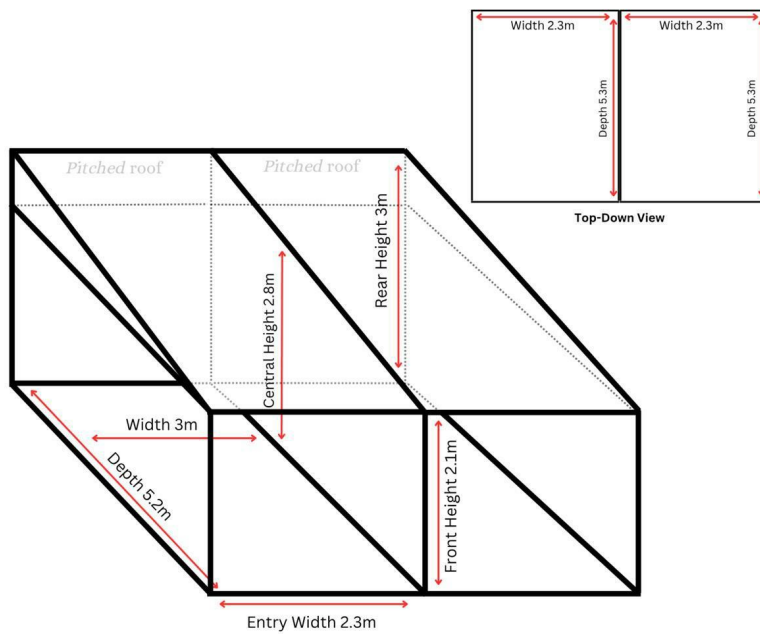 Width 2.3m
Width 2.3m
Depth 5.3m
Depth 5.3m
Top-Down View
Pitched roof
Pitched roof
Rear Height 3m
Central Height 2.8m
Width 3m
Depth 5.2m
Front Height 2.1m
Entry Width 2.3m